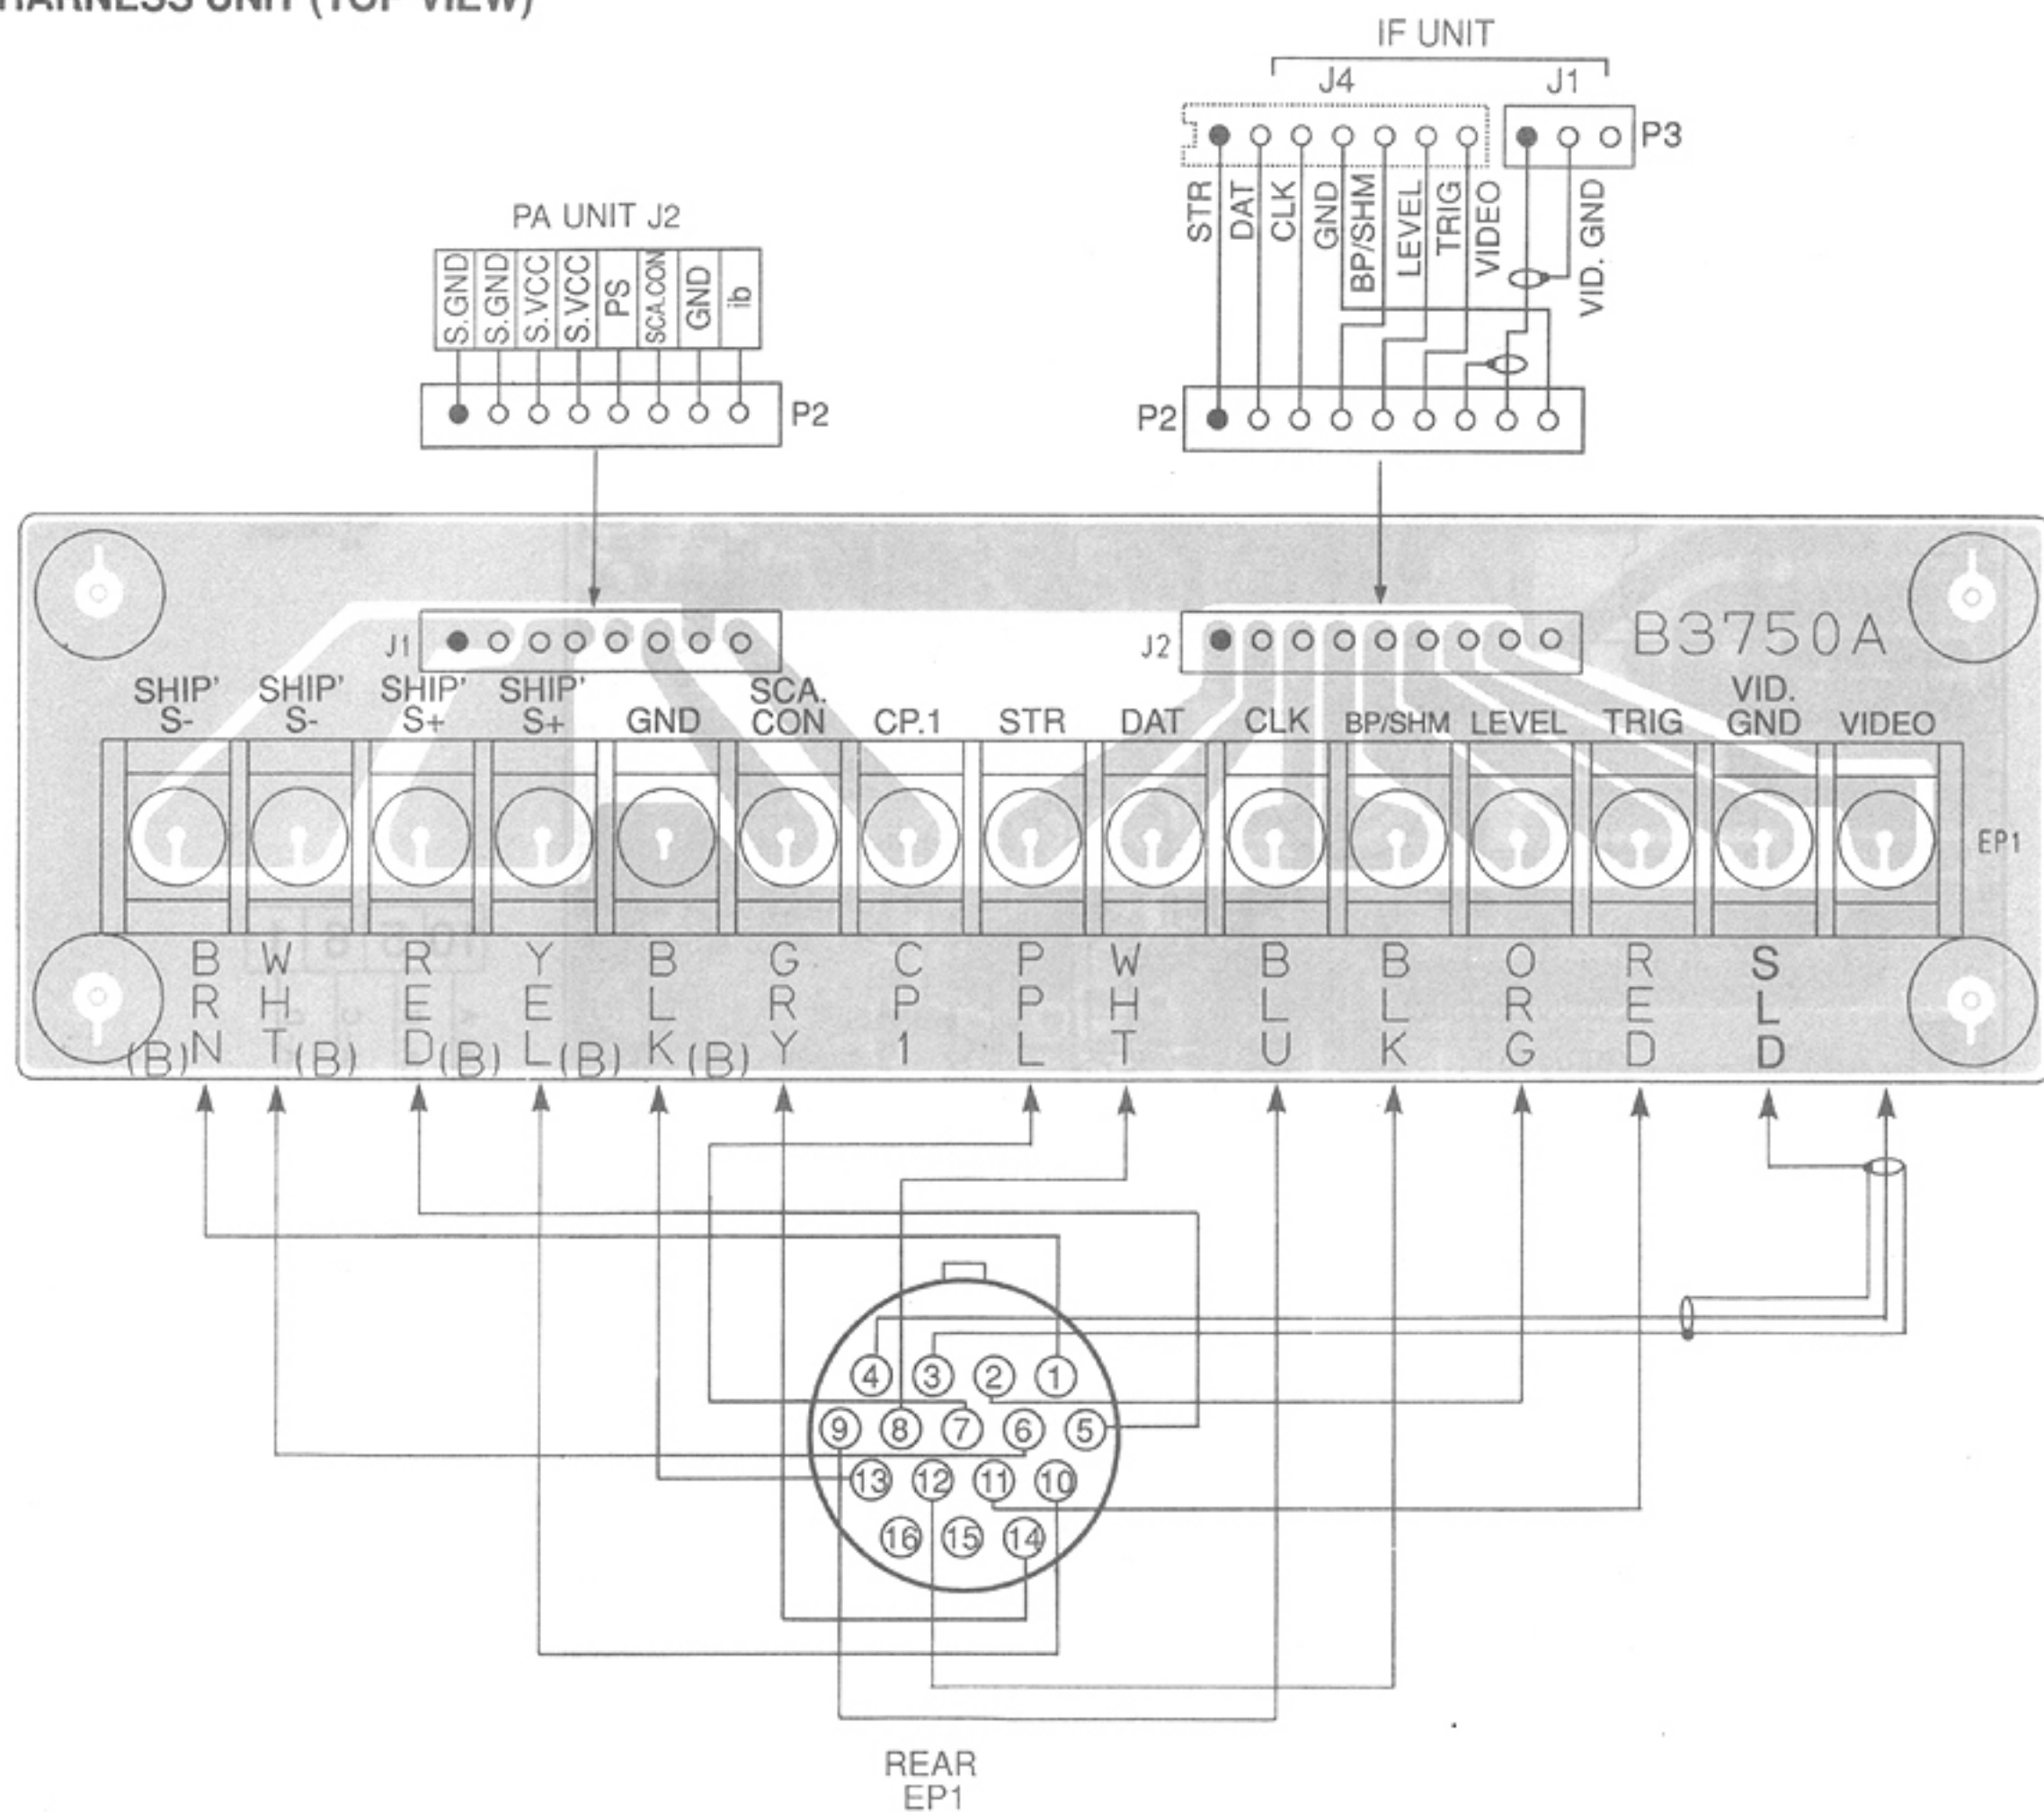 HARNESS UNIT (TOP VIEW)
IF UNIT
J4 J1
P3
STR DAT CLK GND BP/SHM LEVEL TRIG VIDEO VID. GND
PA UNIT J2
S.GND S.GND S.VCC S.VCC PS SCA.CON GND ib
P2
P2
J1 J2 B3750A
SHIP' S-
SHIP' S-
SHIP' S+
SHIP' S+
GND
SCA. CON
CP.1
STR
DAT
CLK
BP/SHM
LEVEL
TRIG
VID. GND
VIDEO
EP1
BRN (B)
WHT (B)
RED (B)
YEL (B)
BLK (B)
GRY
CP1
PPL
WHT
BLU
BLK
ORG
RED
SLD
4 3 2 1
9 8 7 6 5
13 12 11 10
16 15 14
REAR
EP1